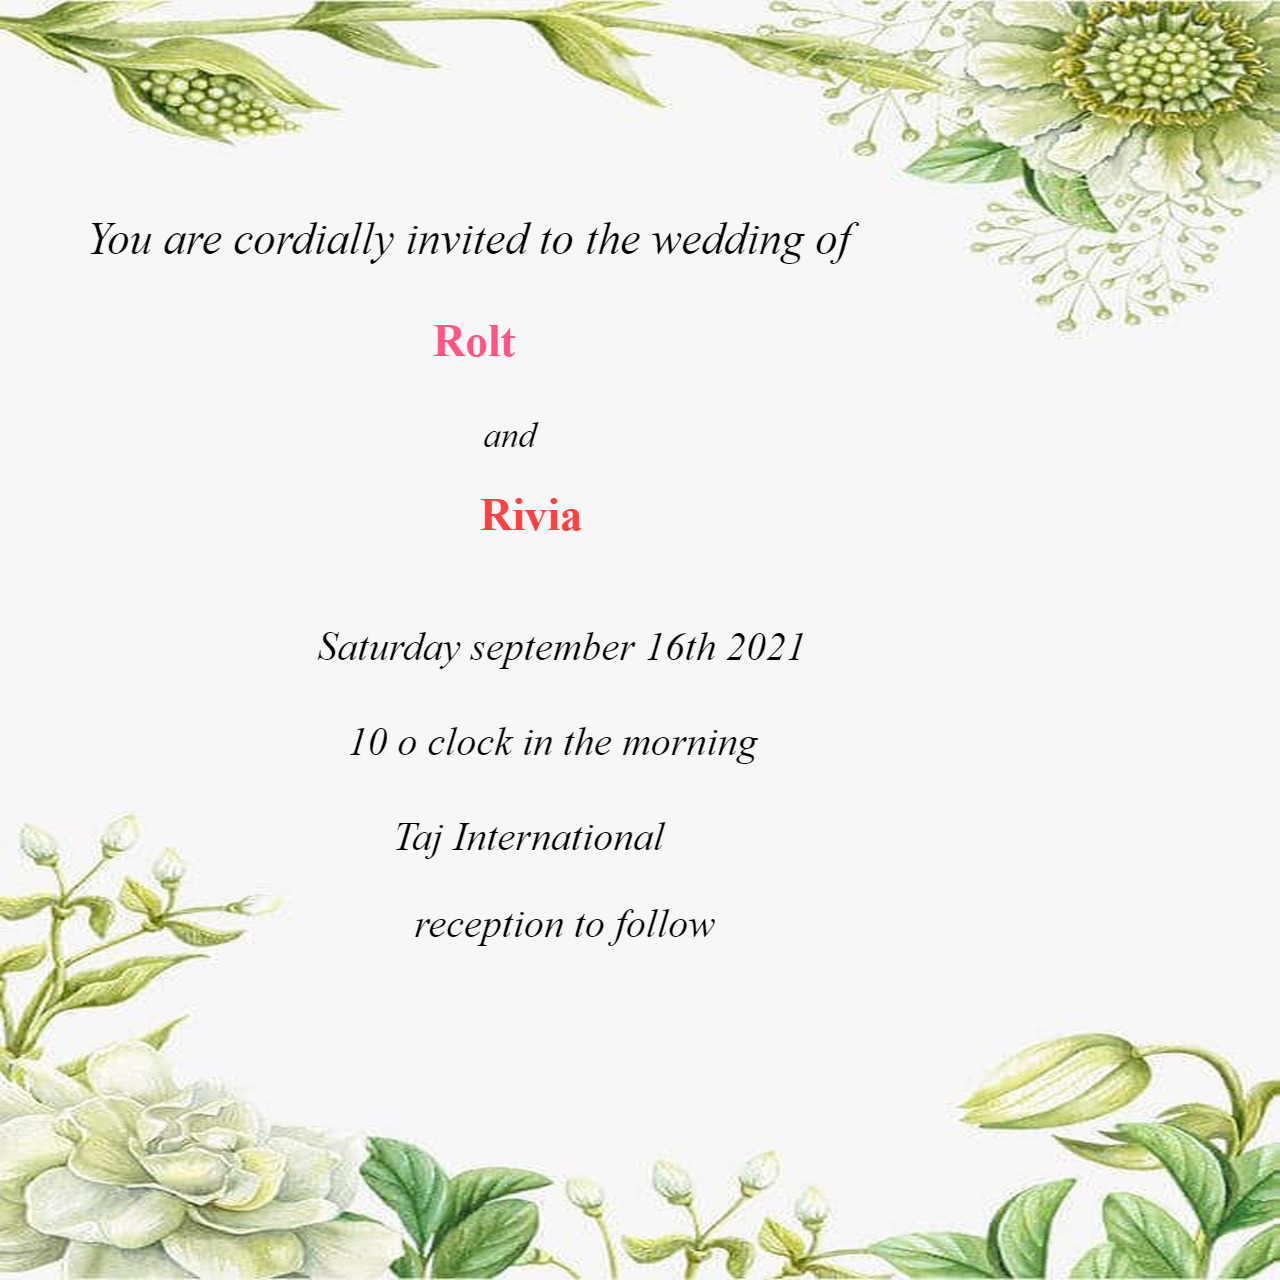 You are cordially invited to the wedding of
Rolt
and
Rivia
Saturday september 16th 2021
10 o clock in the morning
Taj International
reception to follow